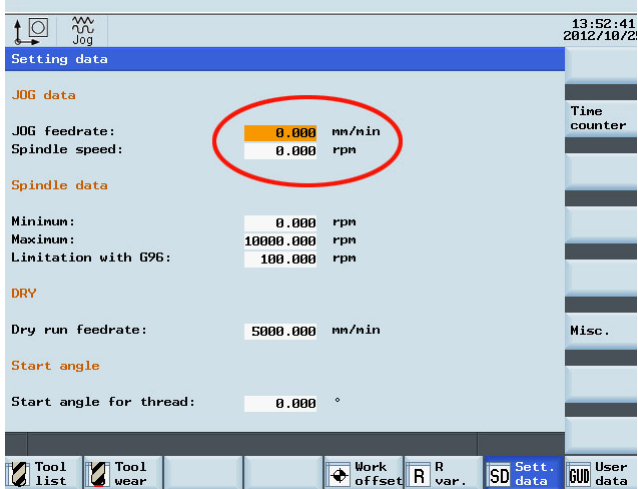 Jog
13:52:41
2012/10/25
Setting data
JOG data
Time
counter
JOG feedrate: 0.000 mm/min
Spindle speed: 0.000 rpm
Spindle data
Minimum: 0.000 rpm
Maximum: 10000.000 rpm
Limitation with G96: 100.000 rpm
DRY
Dry run feedrate: 5000.000 mm/min
Misc.
Start angle
Start angle for thread: 0.000 °
Tool
list
Tool
wear
Work
offset
R R
var.
SD Sett.
data
GUD User
data